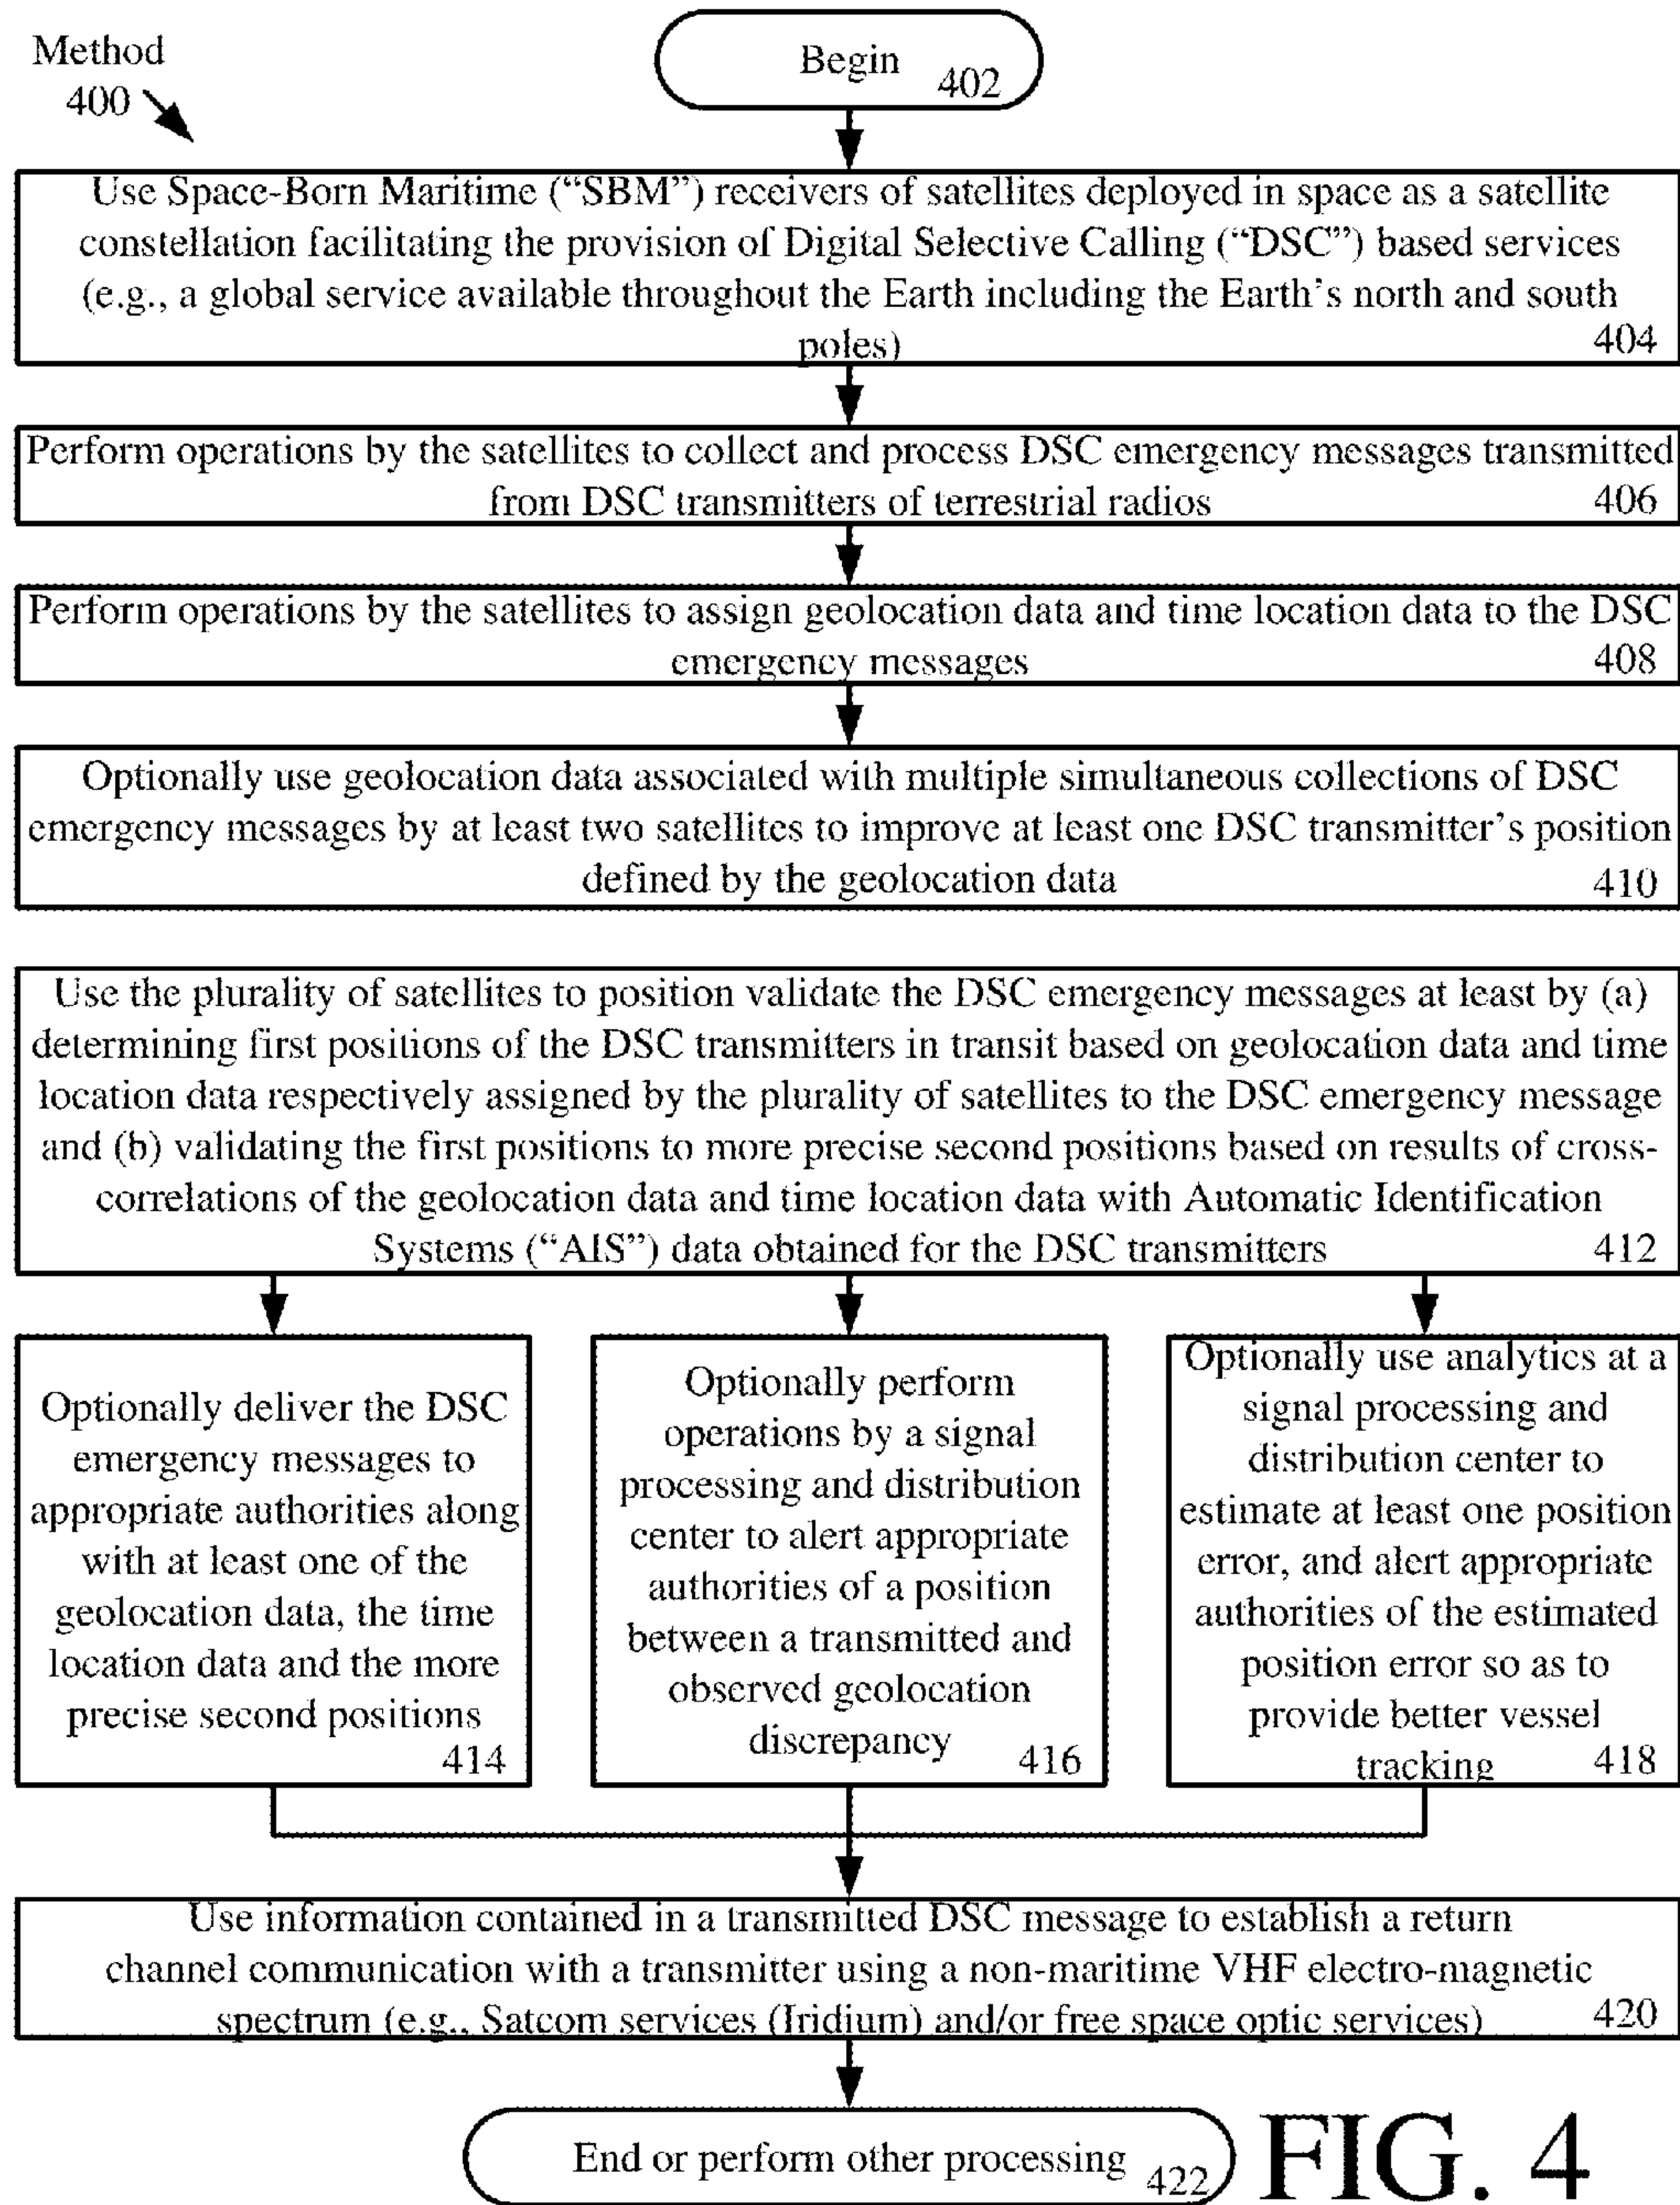 Method
400
Begin
402
Use Space-Born Maritime (“SBM”) receivers of satellites deployed in space as a satellite
constellation facilitating the provision of Digital Selective Calling (“DSC”) based services
(e.g., a global service available throughout the Earth including the Earth’s north and south
poles)
404
Perform operations by the satellites to collect and process DSC emergency messages transmitted
from DSC transmitters of terrestrial radios
406
Perform operations by the satellites to assign geolocation data and time location data to the DSC
emergency messages
408
Optionally use geolocation data associated with multiple simultaneous collections of DSC
emergency messages by at least two satellites to improve at least one DSC transmitter’s position
defined by the geolocation data
410
Use the plurality of satellites to position validate the DSC emergency messages at least by (a)
determining first positions of the DSC transmitters in transit based on geolocation data and time
location data respectively assigned by the plurality of satellites to the DSC emergency message
and (b) validating the first positions to more precise second positions based on results of cross-
correlations of the geolocation data and time location data with Automatic Identification
Systems (“AIS”) data obtained for the DSC transmitters
412
Optionally deliver the DSC
emergency messages to
appropriate authorities along
with at least one of the
geolocation data, the time
location data and the more
precise second positions
414
Optionally perform
operations by a signal
processing and distribution
center to alert appropriate
authorities of a position
between a transmitted and
observed geolocation
discrepancy
416
Optionally use analytics at a
signal processing and
distribution center to
estimate at least one position
error, and alert appropriate
authorities of the estimated
position error so as to
provide better vessel
tracking
418
Use information contained in a transmitted DSC message to establish a return
channel communication with a transmitter using a non-maritime VHF electro-magnetic
spectrum (e.g., Satcom services (Iridium) and/or free space optic services)
420
End or perform other processing
422
FIG. 4